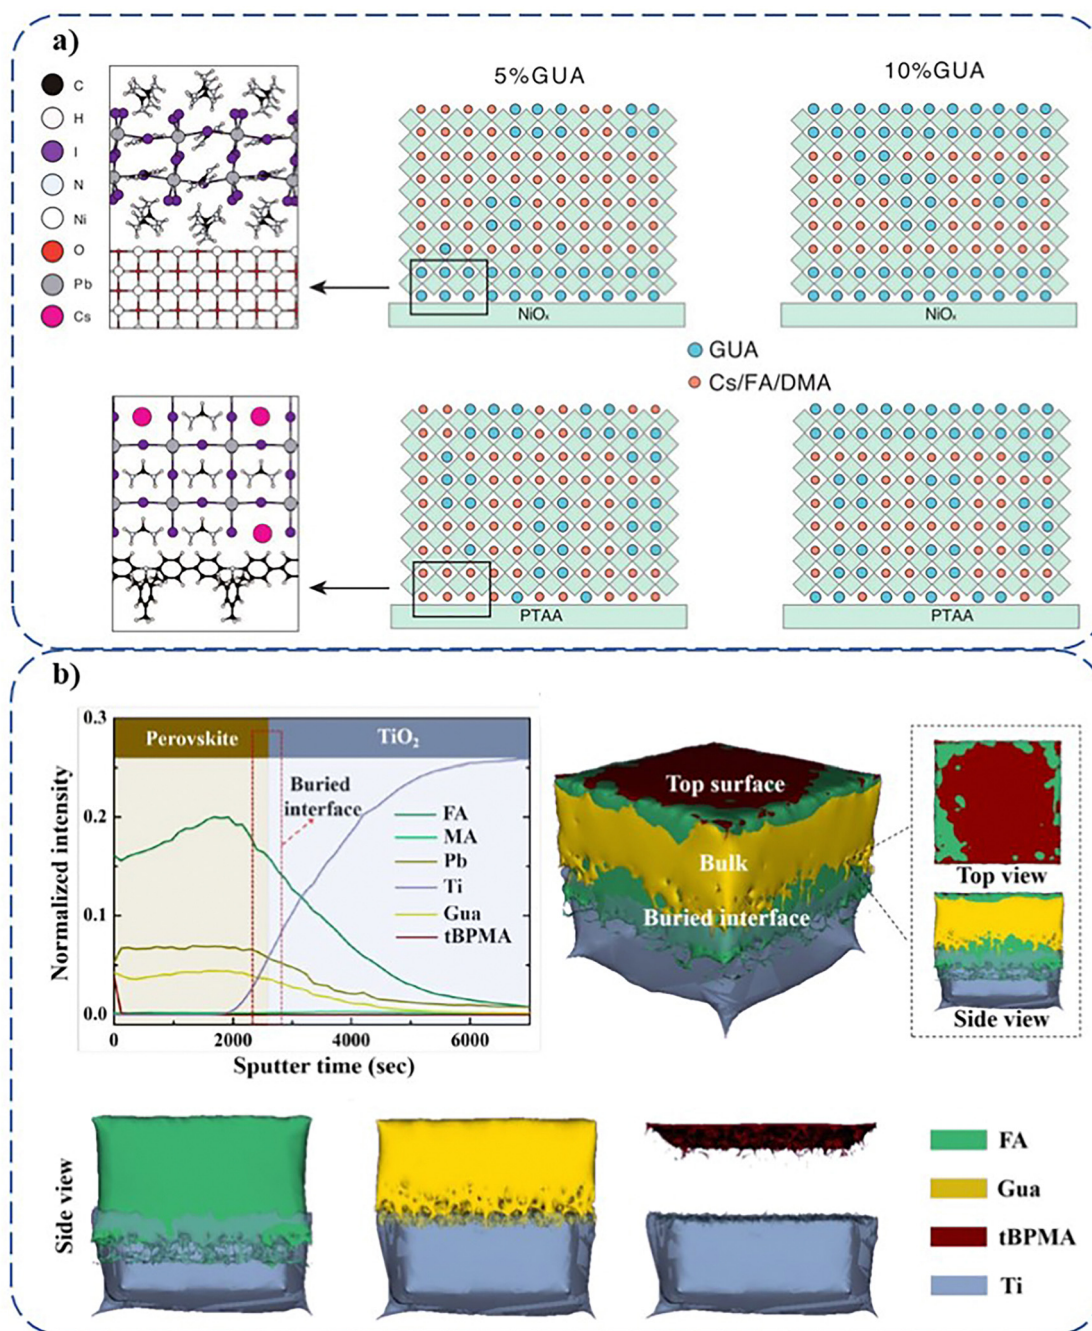 a)
C
H
I
N
Ni
O
Pb
Cs
5%GUA
10%GUA
NiOₓ
NiOₓ
GUA
Cs/FA/DMA
PTAA
PTAA
b)
0.3
0.2
0.1
0.0
Normalized intensity
Perovskite
TiO₂
Buried
interface
FA
MA
Pb
Ti
Gua
tBPMA
0
2000
4000
6000
Sputter time (sec)
Top surface
Bulk
Buried interface
Top view
Side view
Side view
FA
Gua
tBPMA
Ti